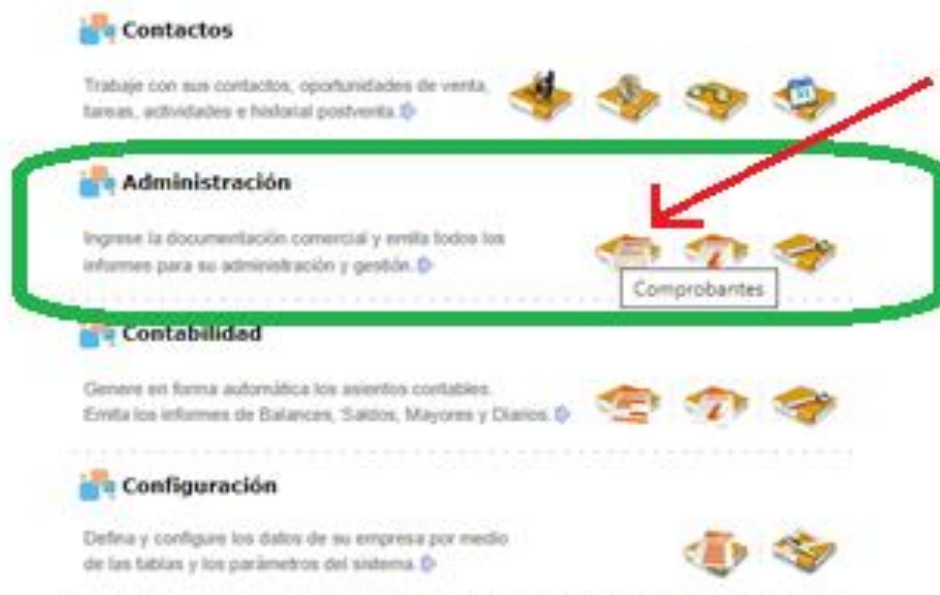 Contactos
Trabaje con sus contactos, oportunidades de venta,
tareas, actividades e historial postventa.
Administración
Ingrese la documentación comercial y emita todos los
informes para su administración y gestión.
Comprobantes
Contabilidad
Genere en forma automática los asientos contables.
Emita los informes de Balances, Saldos, Mayores y Diarios.
Configuración
Defina y configure los datos de su empresa por medio
de las tablas y los parámetros del sistema.